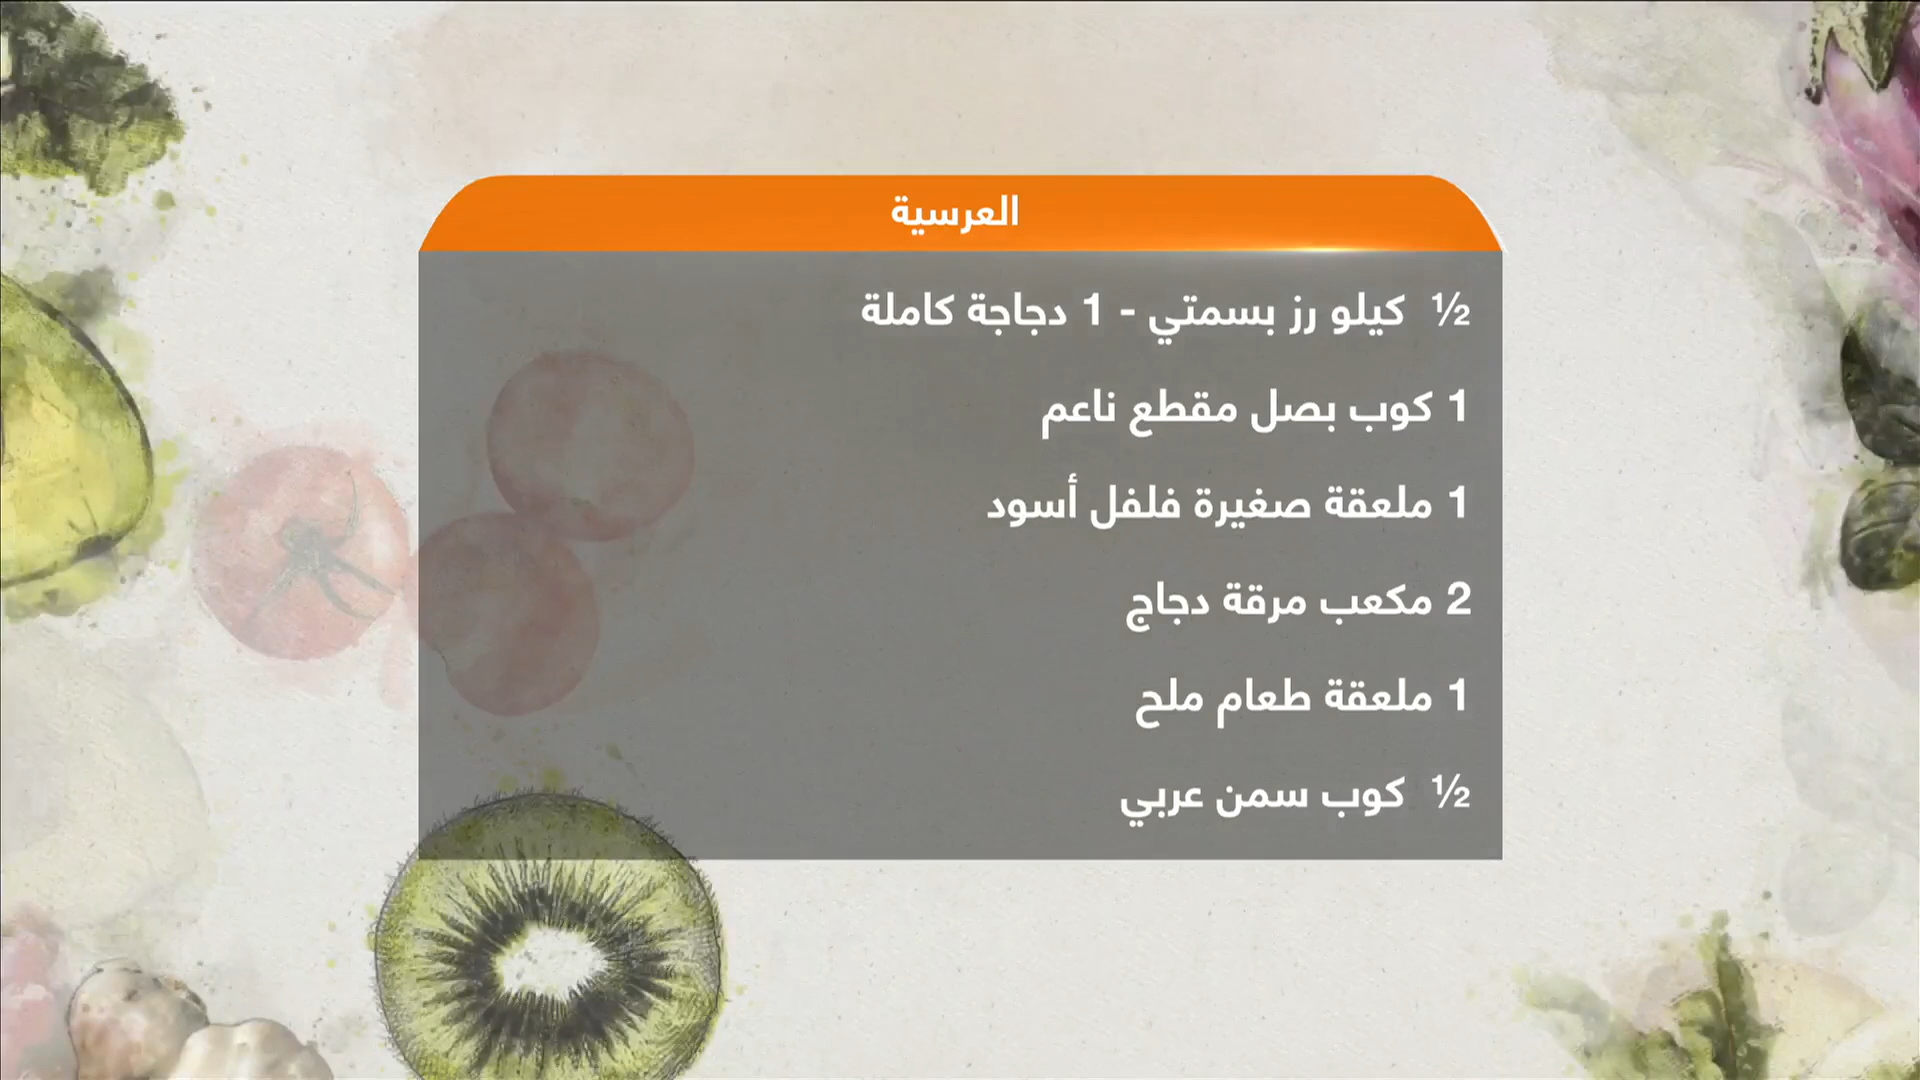 العرسية
½ كيلو رز بسمتي - 1 دجاجة كاملة
1 كوب بصل مقطع ناعم
1 ملعقة صغيرة فلفل أسود
2 مكعب مرقة دجاج
1 ملعقة طعام ملح
½ كوب سمن عربي